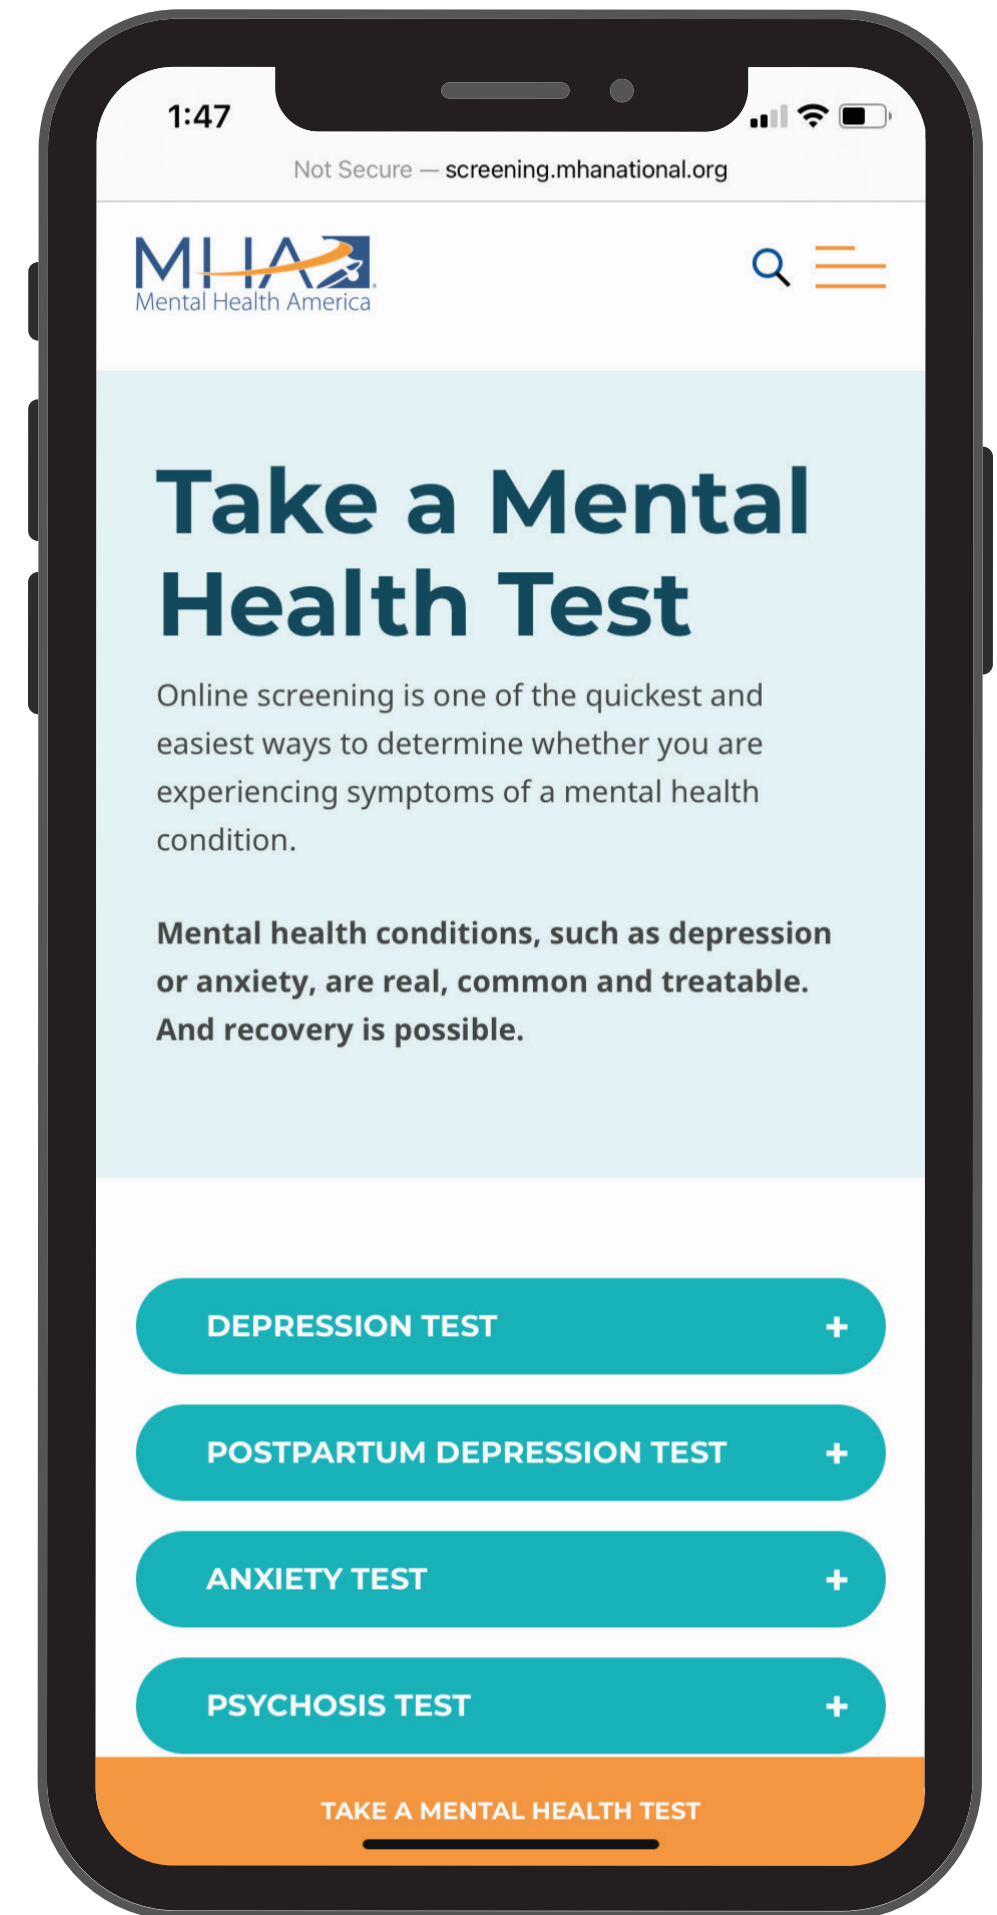 1:47
Not Secure — screening.mhanational.org
MHA
Mental Health America
Take a Mental
Health Test
Online screening is one of the quickest and
easiest ways to determine whether you are
experiencing symptoms of a mental health
condition.
Mental health conditions, such as depression
or anxiety, are real, common and treatable.
And recovery is possible.
DEPRESSION TEST +
POSTPARTUM DEPRESSION TEST +
ANXIETY TEST +
PSYCHOSIS TEST +
TAKE A MENTAL HEALTH TEST